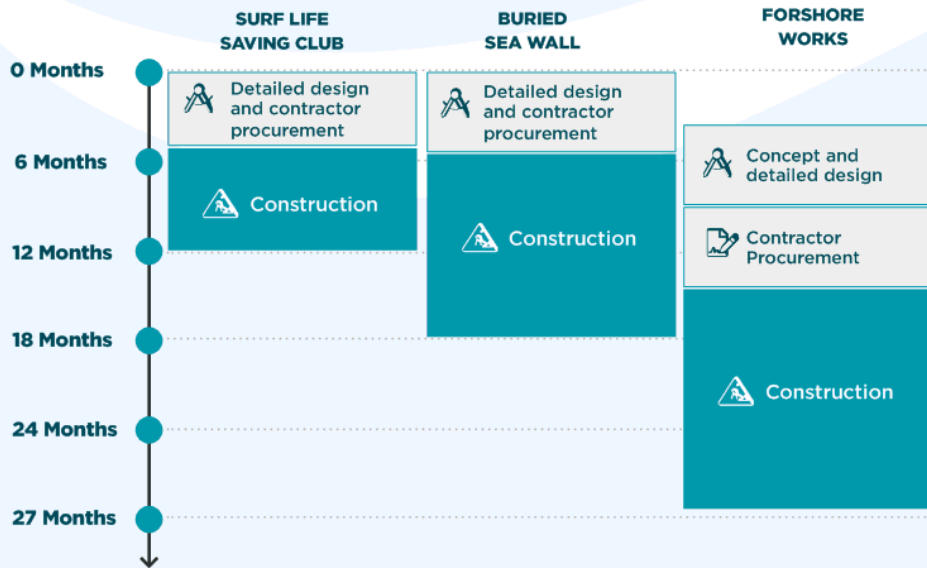 SURF LIFE
SAVING CLUB
BURIED
SEA WALL
FORSHORE
WORKS
0 Months
Detailed design
and contractor
procurement
Detailed design
and contractor
procurement
6 Months
Concept and
detailed design
Construction
Construction
Contractor
Procurement
12 Months
18 Months
Construction
24 Months
27 Months